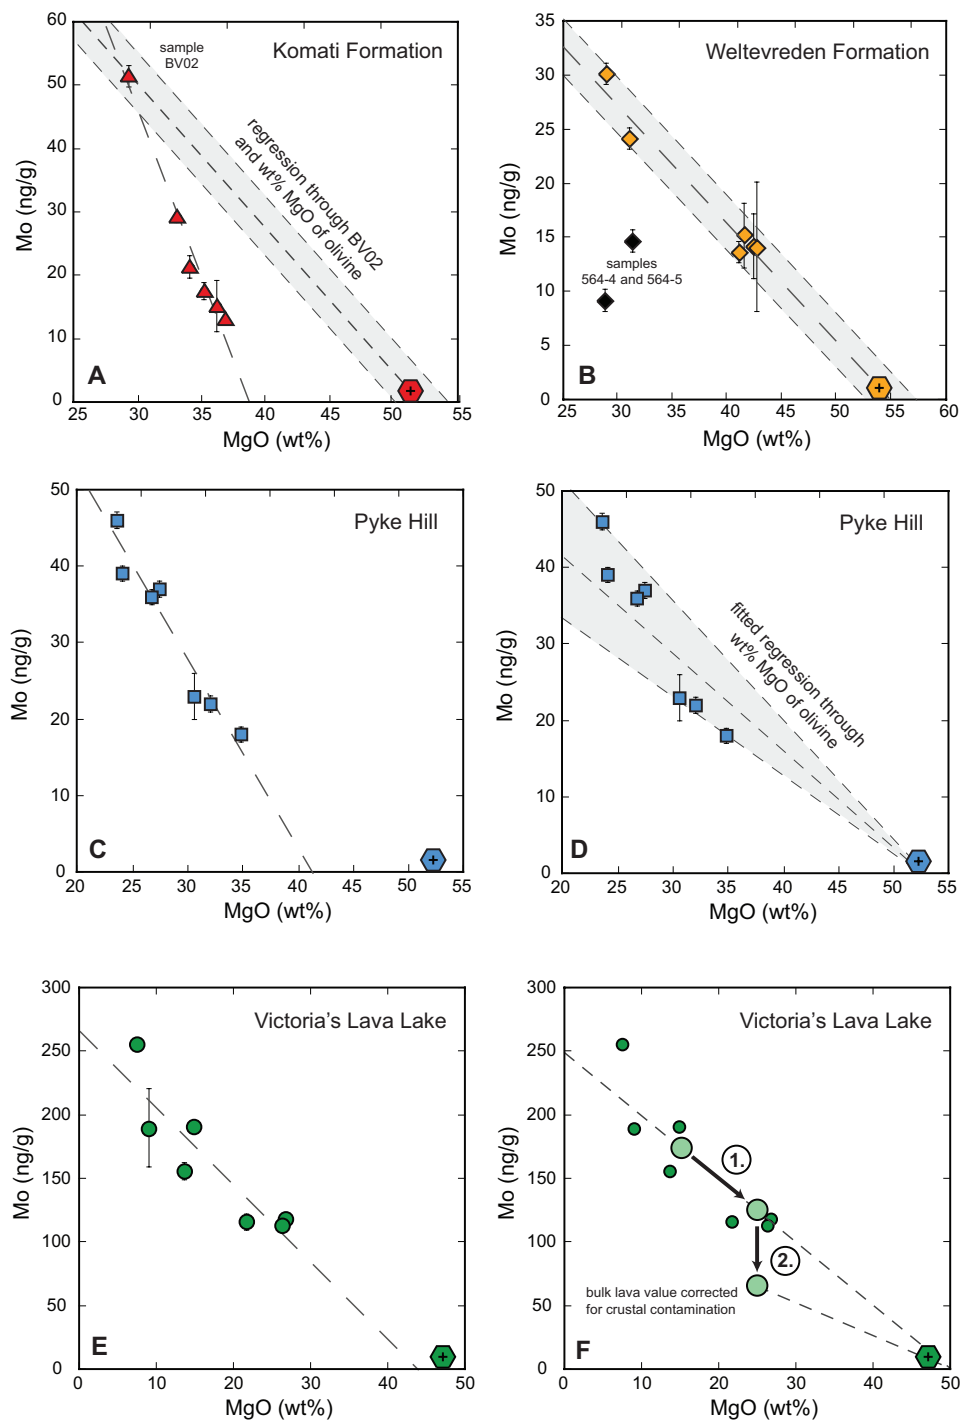 Komati Formation
sample
BV02
regression through BV02
and wt% MgO of olivine
A
60
50
40
30
20
10
0
25
30
35
40
45
50
55
Mo (ng/g)
MgO (wt%)
Weltevreden Formation
samples
564-4 and 564-5
B
35
30
25
20
15
10
5
0
25
30
35
40
45
50
55
60
Mo (ng/g)
MgO (wt%)
Pyke Hill
C
50
40
30
20
10
0
20
25
30
35
40
45
50
55
Mo (ng/g)
MgO (wt%)
Pyke Hill
fitted regression through
wt% MgO of olivine
D
50
40
30
20
10
0
20
25
30
35
40
45
50
55
Mo (ng/g)
MgO (wt%)
Victoria's Lava Lake
E
300
250
200
150
100
50
0
0
10
20
30
40
50
Mo (ng/g)
MgO (wt%)
Victoria's Lava Lake
1.
2.
bulk lava value corrected
for crustal contamination
F
300
250
200
150
100
50
0
0
10
20
30
40
50
Mo (ng/g)
MgO (wt%)